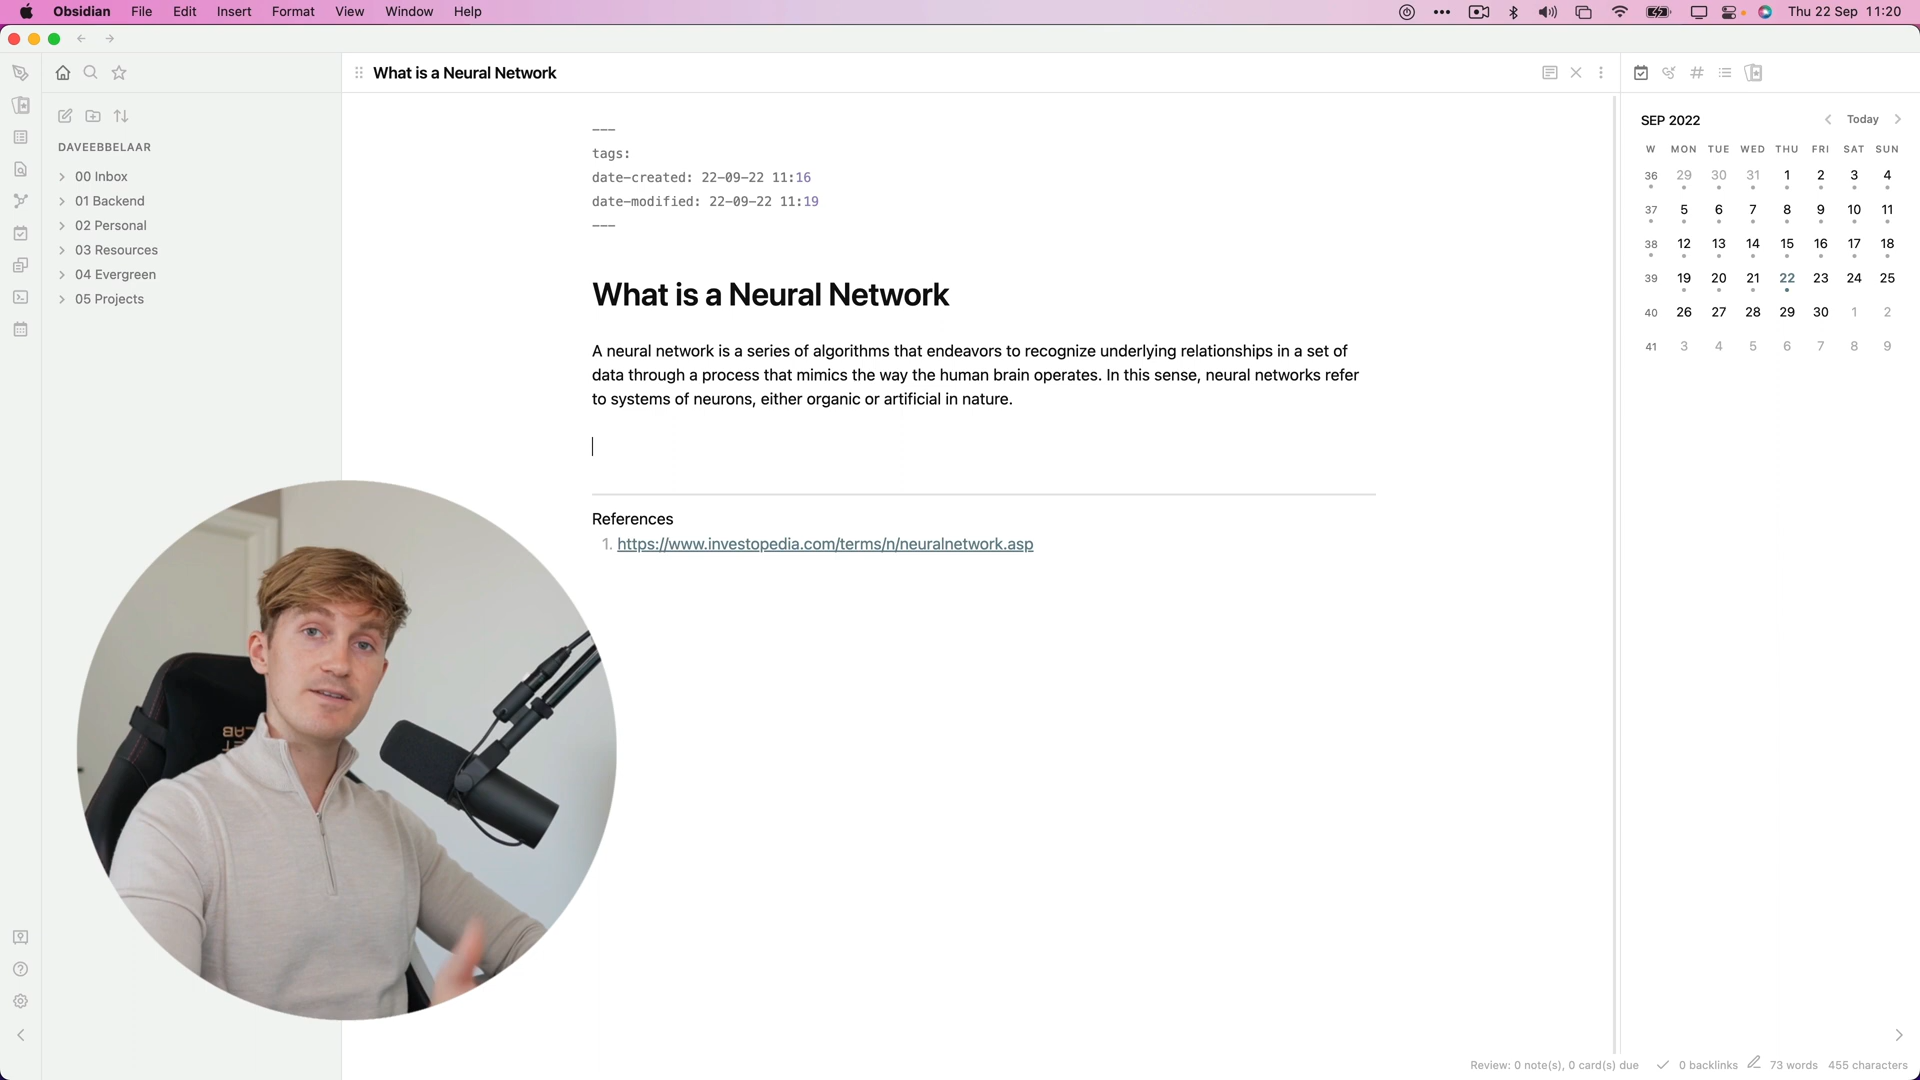 Obsidian File Edit Insert Format View Window Help
Thu 22 Sep 11:20
What is a Neural Network
DAVEEBBELAAR
00 Inbox
01 Backend
02 Personal
03 Resources
04 Evergreen
05 Projects
---
tags:
date-created: 22-09-22 11:16
date-modified: 22-09-22 11:19
---
What is a Neural Network
A neural network is a series of algorithms that endeavors to recognize underlying relationships in a set of
data through a process that mimics the way the human brain operates. In this sense, neural networks refer
to systems of neurons, either organic or artificial in nature.
References
1. https://www.investopedia.com/terms/n/neuralnetwork.asp
SEP 2022 Today
W MON TUE WED THU FRI SAT SUN
36 29 30 31 1 2 3 4
37 5 6 7 8 9 10 11
38 12 13 14 15 16 17 18
39 19 20 21 22 23 24 25
40 26 27 28 29 30 1 2
41 3 4 5 6 7 8 9
Review: 0 note(s), 0 card(s) due 0 backlinks 73 words 455 characters